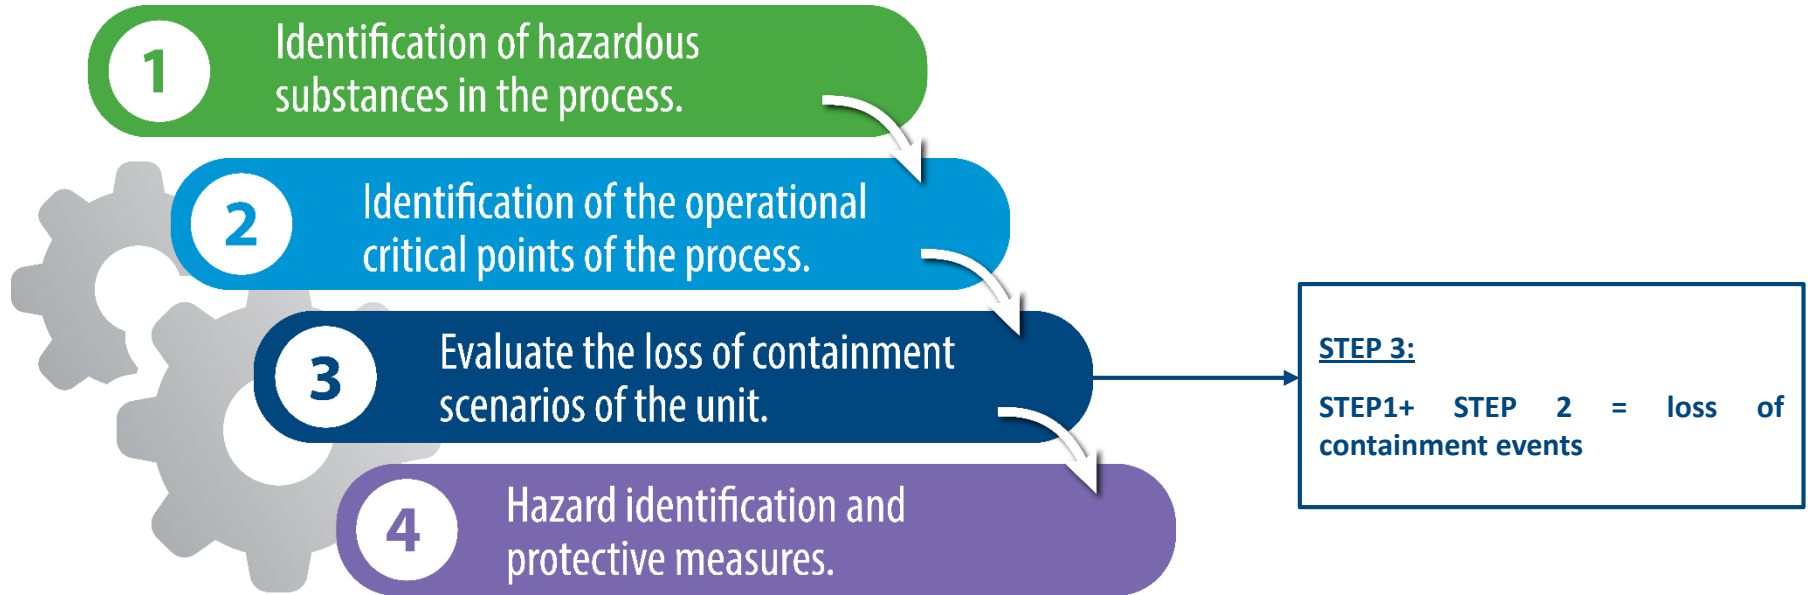 1
Identification of hazardous
substances in the process.
2
Identification of the operational
critical points of the process.
3
Evaluate the loss of containment
scenarios of the unit.
4
Hazard identification and
protective measures.
STEP 3:
STEP1+ STEP 2 = loss of
containment events